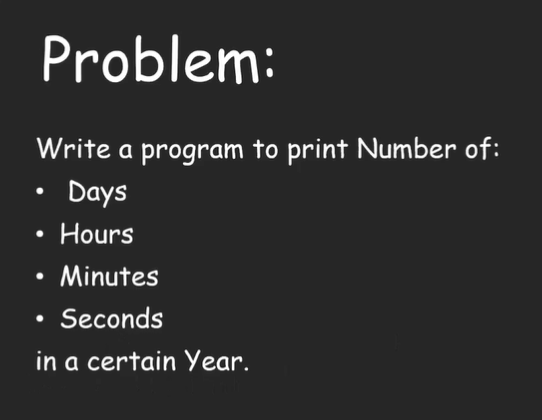 Problem:
Write a program to print Number of:
• Days
• Hours
• Minutes
• Seconds
in a certain Year.